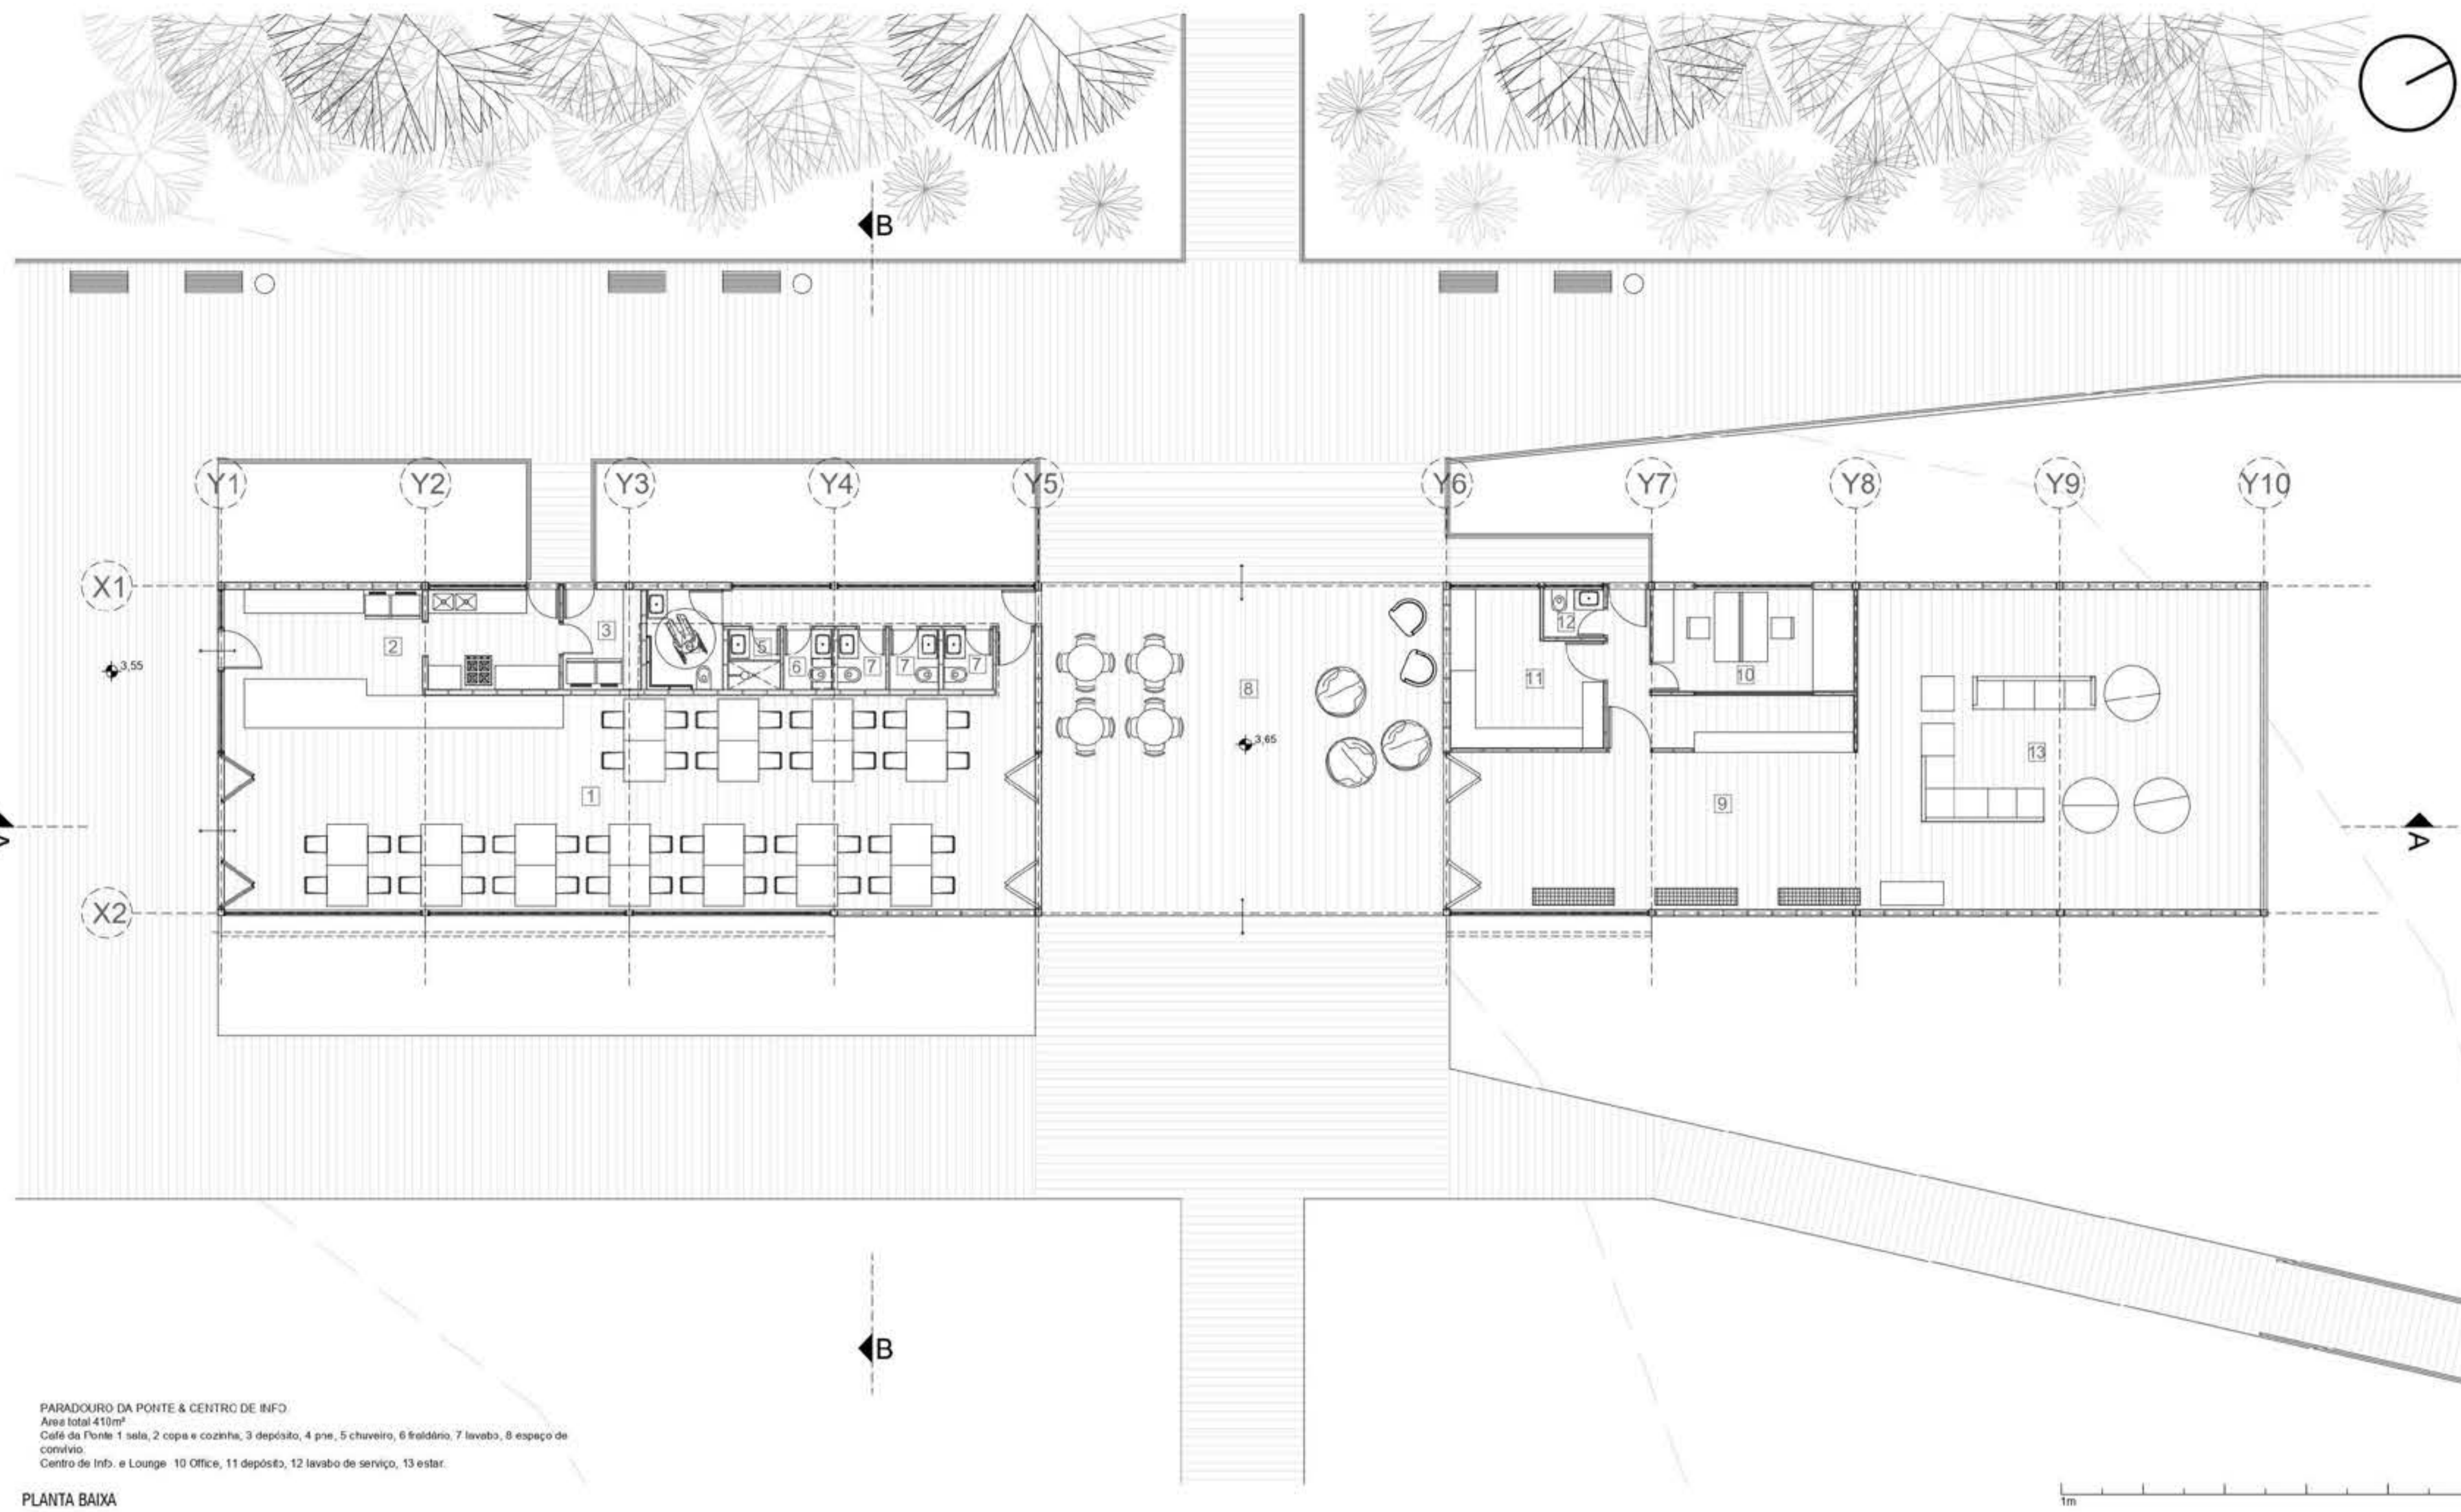 B
Y1 Y2 Y3 Y4 Y5 Y6 Y7 Y8 Y9 Y10
X1
3,55
2
3
5
6
7
7
7
8
3,65
11
12
10
13
1
9
A
X2
B
PARADOURO DA PONTE & CENTRO DE INFO.
Area total 410m²
Café da Ponte 1 sala, 2 copa e cozinha, 3 depósito, 4 pne, 5 chuveiro, 6 fraldário, 7 lavabo, 8 espaço de
convívio.
Centro de Info. e Lounge 10 Office, 11 depósito, 12 lavabo de serviço, 13 estar.
PLANTA BAIXA
1m